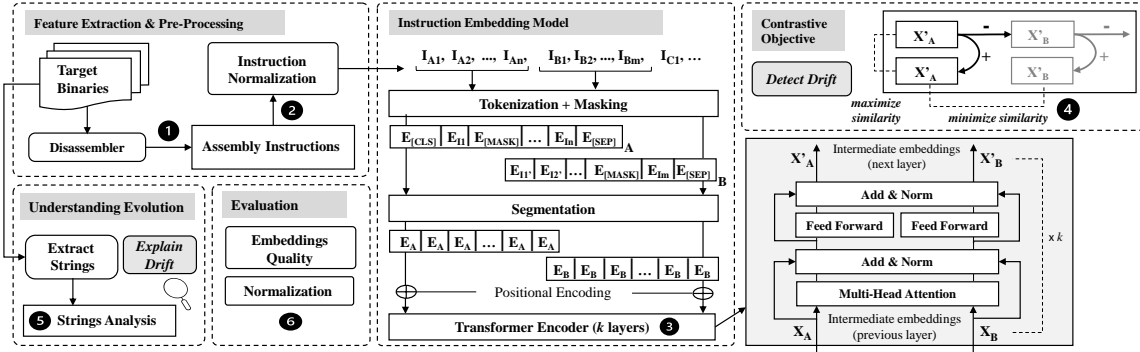 Feature Extraction & Pre-Processing
Target
Binaries
Instruction
Normalization
1
2
Disassembler
Assembly Instructions
Understanding Evolution
Extract
Strings
Explain
Drift
5
Strings Analysis
Evaluation
Embeddings
Quality
Normalization
6
Instruction Embedding Model
I_A1, I_A2, ..., I_An, I_B1, I_B2, ..., I_Bm, I_C1, ...
Tokenization + Masking
E_[CLS] E_I1 E_[MASK] ... E_In E_[SEP] A
E_I1' E_I2' ... E_[MASK] E_Im E_[SEP] B
Segmentation
E_A E_A E_A ... E_A E_A
E_B E_B E_B E_B ... E_B E_B
Positional Encoding
Transformer Encoder (k layers) 3
Contrastive
Objective
Detect Drift
X'_A - X'_B -
+ +
X'_A X'_B
maximize
similarity
minimize similarity
4
Intermediate embeddings
(next layer)
X'_A X'_B
Add & Norm
Feed Forward Feed Forward
x k
Add & Norm
Multi-Head Attention
Intermediate embeddings
(previous layer)
X_A X_B